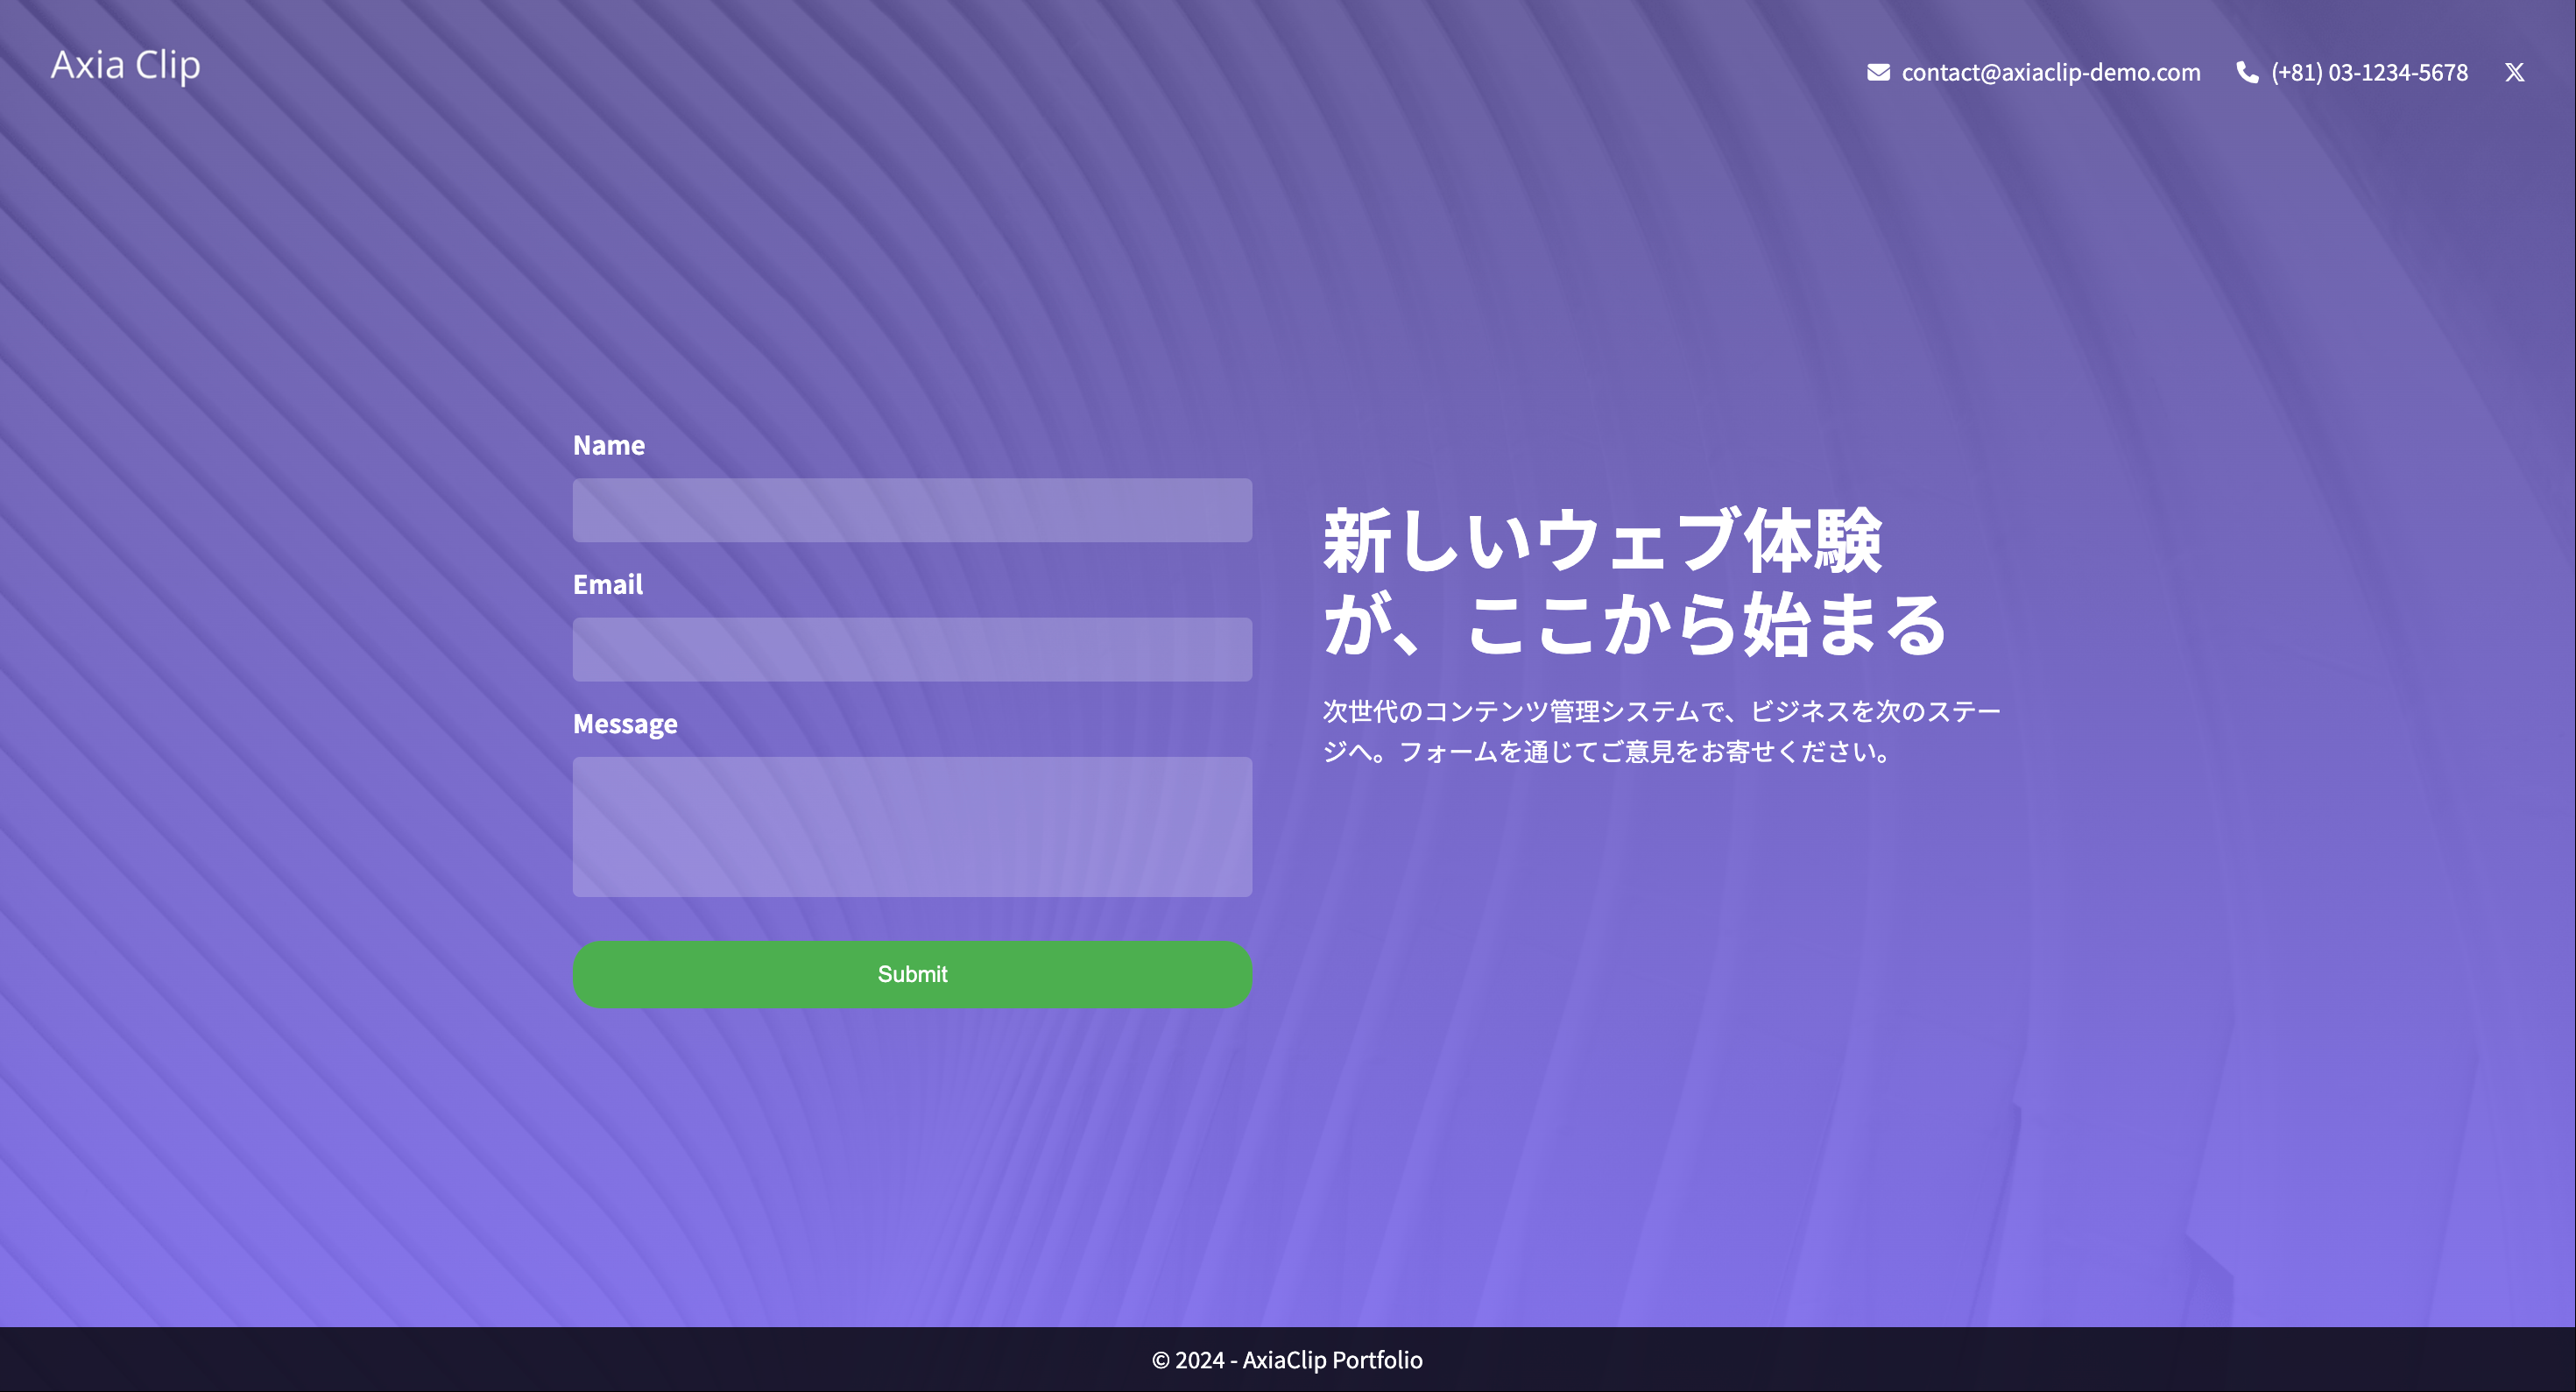 Axia Clip
contact@axiaclip-demo.com
(+81) 03-1234-5678
Name
Email
Message
Submit
新しいウェブ体験
が、ここから始まる
次世代のコンテンツ管理システムで、ビジネスを次のステー
ジへ。フォームを通じてご意見をお寄せください。
© 2024 - AxiaClip Portfolio